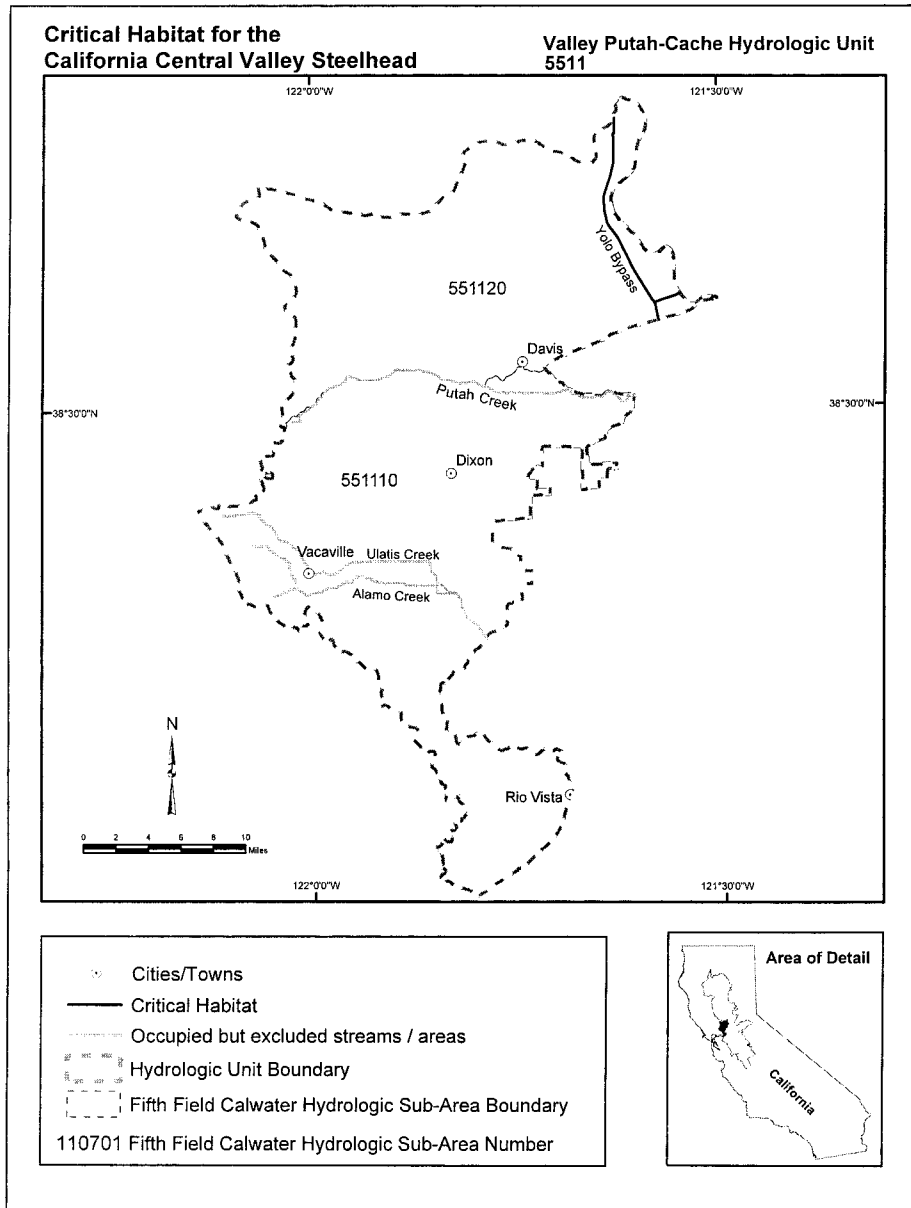 Critical Habitat for the
California Central Valley Steelhead
Valley Putah-Cache Hydrologic Unit
5511
122°0'0"W
121°30'0"W
Yolo Bypass
551120
Davis
Putah Creek
38°30'0"N
38°30'0"N
Dixon
551110
Vacaville
Ulatis Creek
Alamo Creek
N
Rio Vista
0 2 4 6 8 10
Miles
122°0'0"W
121°30'0"W
Cities/Towns
Critical Habitat
Occupied but excluded streams / areas
Hydrologic Unit Boundary
Fifth Field Calwater Hydrologic Sub-Area Boundary
110701 Fifth Field Calwater Hydrologic Sub-Area Number
Area of Detail
California